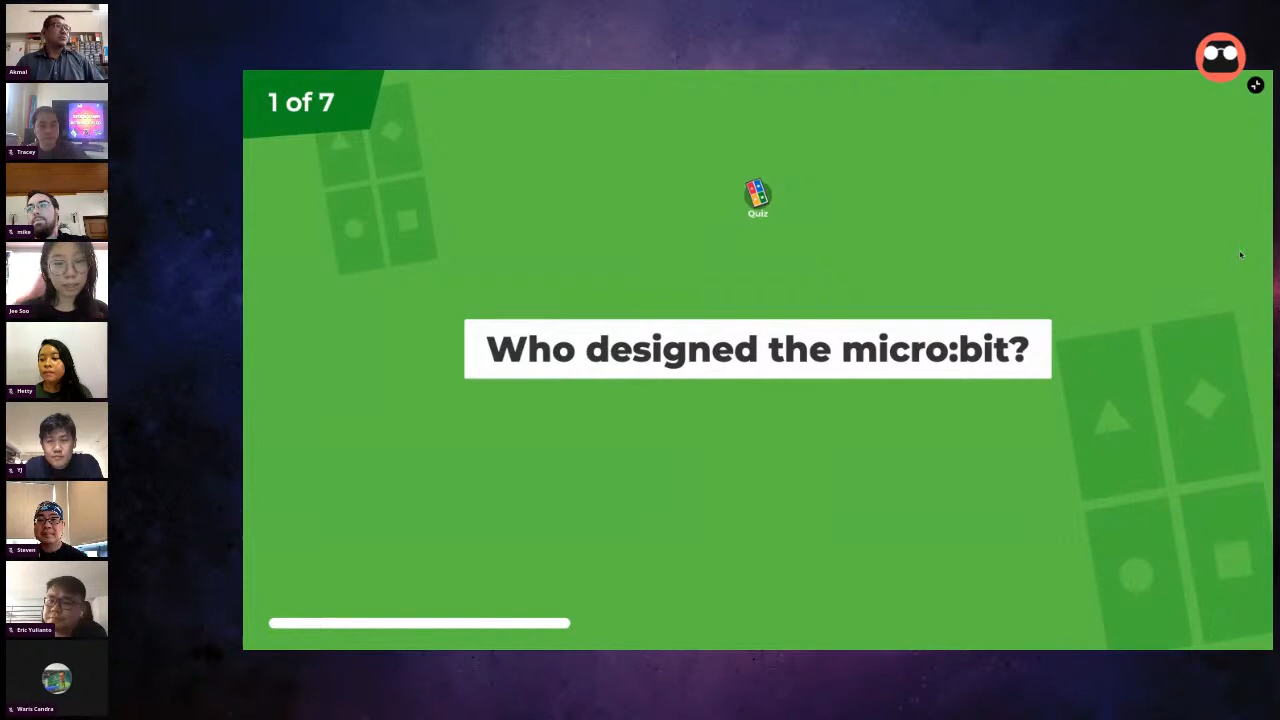 Akmal
Tracey
mike
Jee Soo
Hetty
YJ
Steven
Eric Yulianto
Waris Candra
1 of 7
Quiz
Who designed the micro:bit?